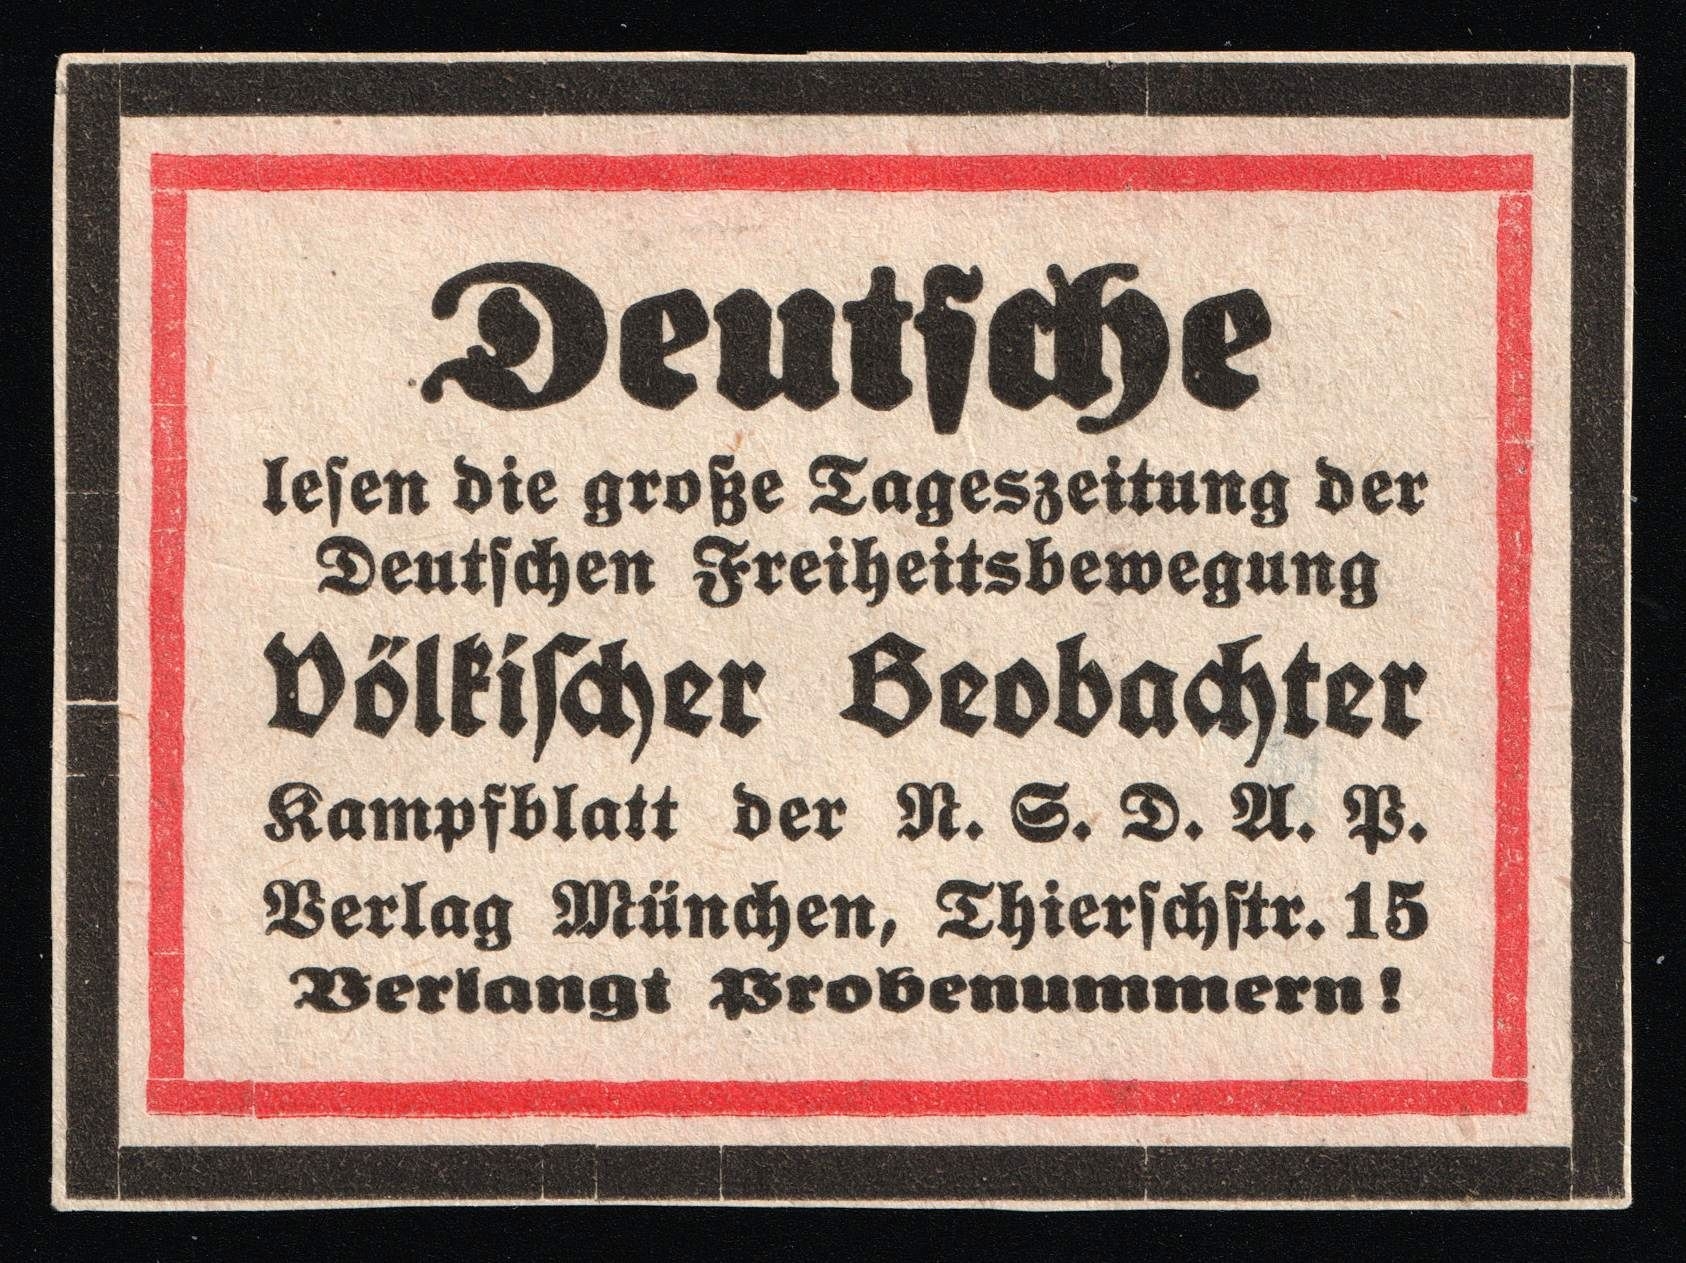 Deutsche
lesen die große Tageszeitung der
Deutschen Freiheitsbewegung
Völkischer Beobachter
Kampfblatt der N. S. D. A. P.
Verlag München, Thierschstr. 15
Verlangt Probenummern!